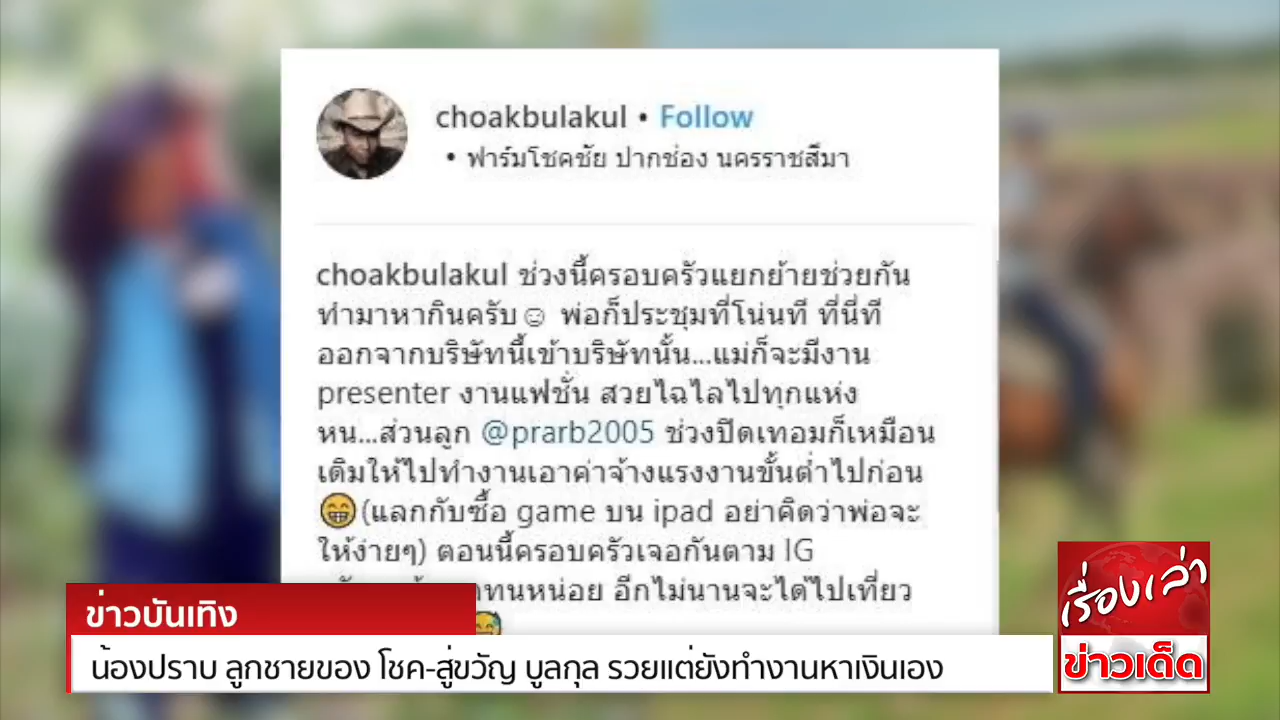 choakbulakul • Follow
• ฟาร์มโชคชัย ปากช่อง นครราชสีมา
choakbulakul ช่วงนี้ครอบครัวแยกย้ายช่วยกัน
ทำมาหากินครับ☺ พ่อก็ประชุมที่โน่นที ที่นี่ที
ออกจากบริษัทนี้เข้าบริษัทนั้น...แม่ก็จะมีงาน
presenter งานแฟชั่น สวยไฉไลไปทุกแห่ง
หน...ส่วนลูก @prarb2005 ช่วงปิดเทอมก็เหมือน
เดิมให้ไปทำงานเอาค่าจ้างแรงงานขั้นต่ำไปก่อน
😁(แลกกับซื้อ game บน ipad อย่าคิดว่าพ่อจะ
ให้ง่ายๆ) ตอนนี้ครอบครัวเจอกันตาม IG
ทนหน่อย อีกไม่นานจะได้ไปเที่ยว
😅
ข่าวบันเทิง
น้องปราบ ลูกชายของ โชค-สู่ขวัญ บูลกุล รวยแต่ยังทำงานหาเงินเอง
เรื่องเล่า
ข่าวเด็ด